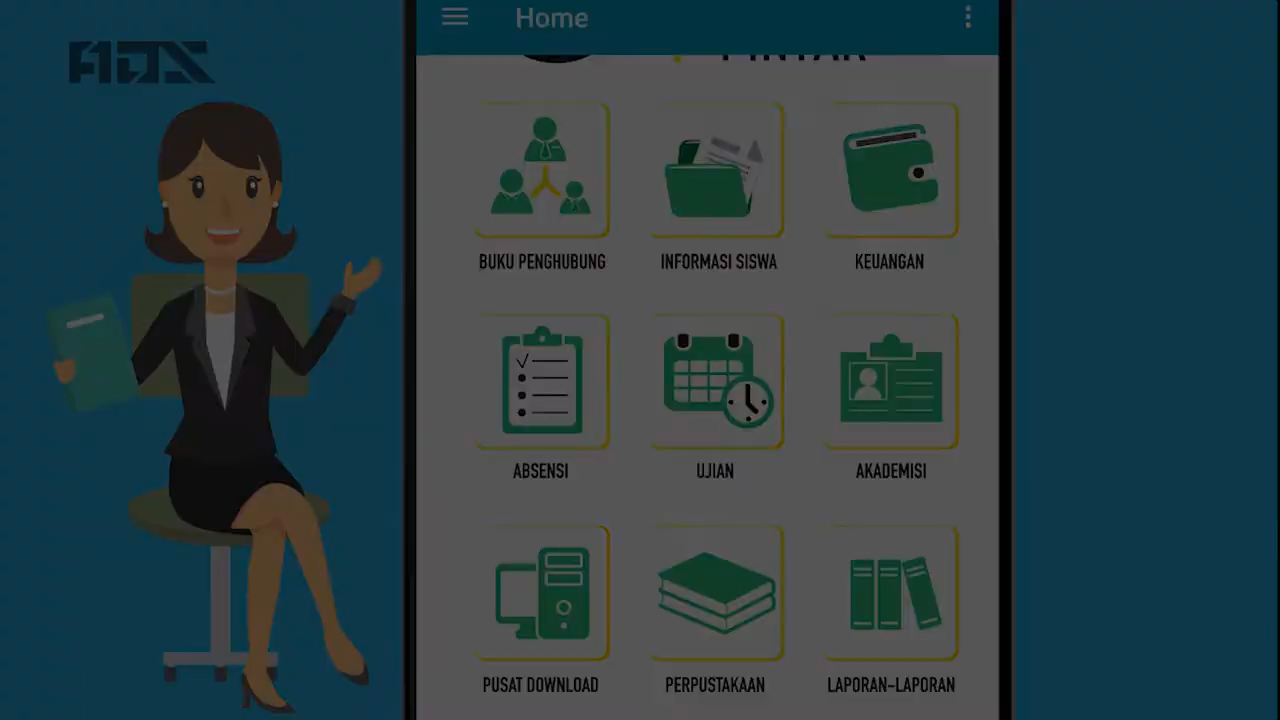 Home
BUKU PENGHUBUNG
INFORMASI SISWA
KEUANGAN
ABSENSI
UJIAN
AKADEMISI
PUSAT DOWNLOAD
PERPUSTAKAAN
LAPORAN-LAPORAN